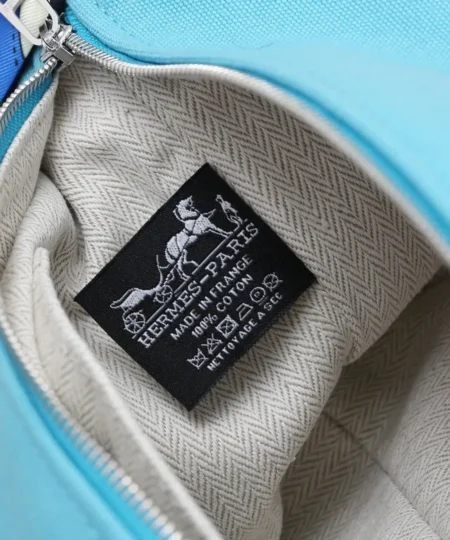 HERMES-PARIS
MADE IN FRANCE
100% COTON
NETTOYAGE A SEC